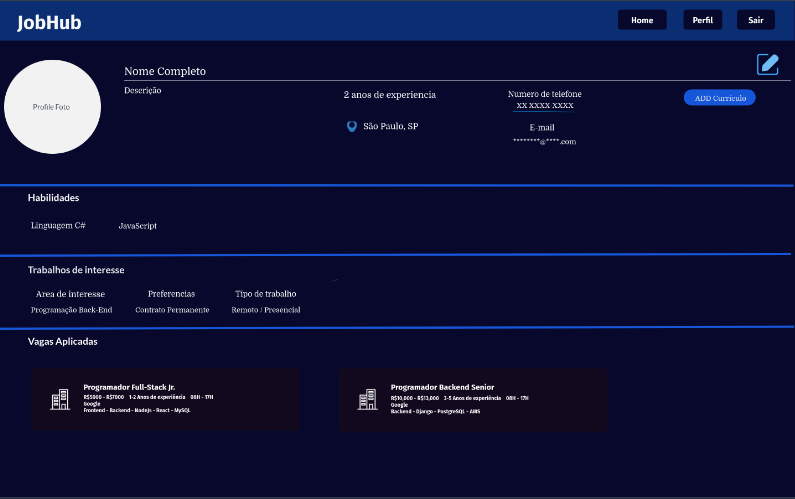 JobHub
Home
Perfil
Sair
Nome Completo
Profile Foto
Descrição
2 anos de experiencia
São Paulo, SP
Numero de telefone
XX XXXX XXXX
E-mail
********@****.com
ADD Curriculo
Habilidades
Linguagem C#
JavaScript
Trabalhos de interesse
Area de interesse
Preferencias
Tipo de trabalho
Programação Back-End
Contrato Permanente
Remoto / Presencial
Vagas Aplicadas
Programador Full-Stack Jr.
R$5000 - R$7000 1-2 Anos de experiência 08H - 17H
Google
Frontend - Backend - Nodejs - React - MySQL
Programador Backend Senior
R$10,000 - R$13,000 3-5 Anos de experiência 08H - 17H
Google
Backend - Django - PostgreSQL - AWS